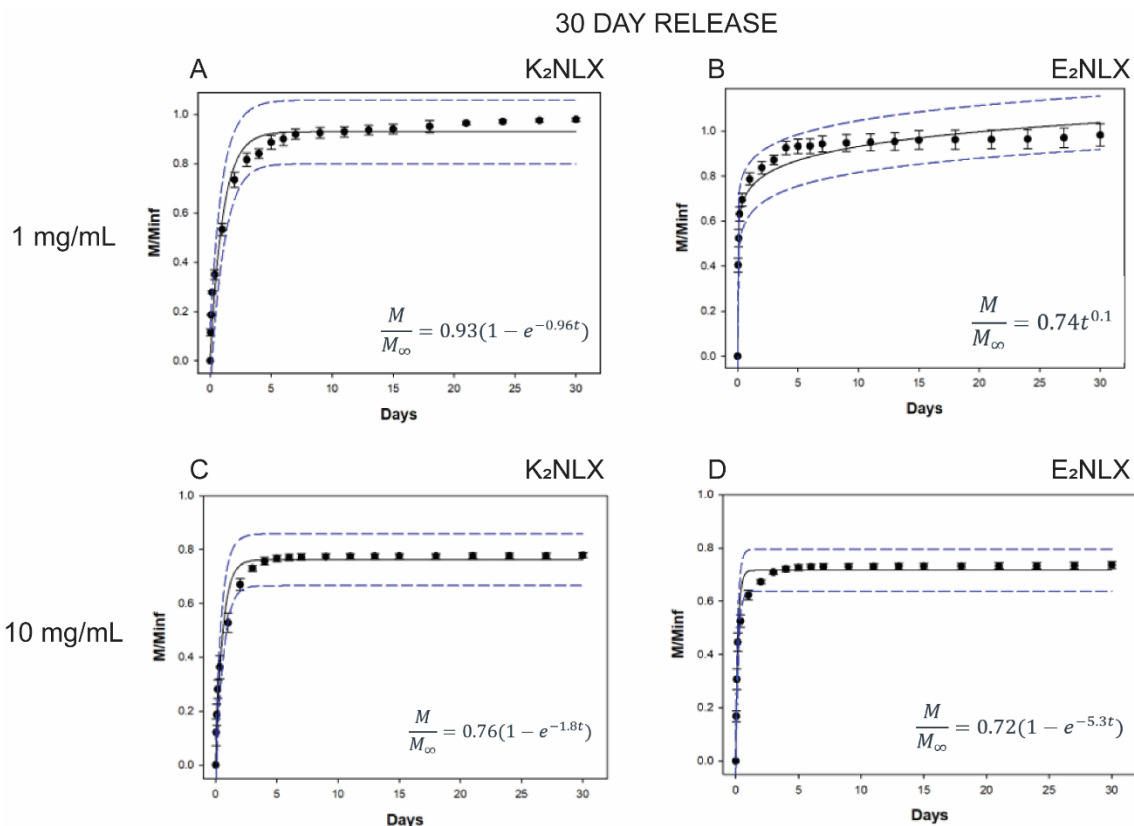 30 DAY RELEASE
A
K₂NLX
1 mg/mL
M/Minf
1.0
0.8
0.6
0.4
0.2
0.0
M/M∞ = 0.93(1 − e^−0.96t)
0 5 10 15 20 25 30
Days
B
E₂NLX
M/Minf
1.0
0.8
0.6
0.4
0.2
0.0
M/M∞ = 0.74t^0.1
0 5 10 15 20 25 30
Days
C
K₂NLX
10 mg/mL
M/Minf
1.0
0.8
0.6
0.4
0.2
0.0
M/M∞ = 0.76(1 − e^−1.8t)
0 5 10 15 20 25 30
Days
D
E₂NLX
M/Minf
1.0
0.8
0.6
0.4
0.2
0.0
M/M∞ = 0.72(1 − e^−5.3t)
0 5 10 15 20 25 30
Days